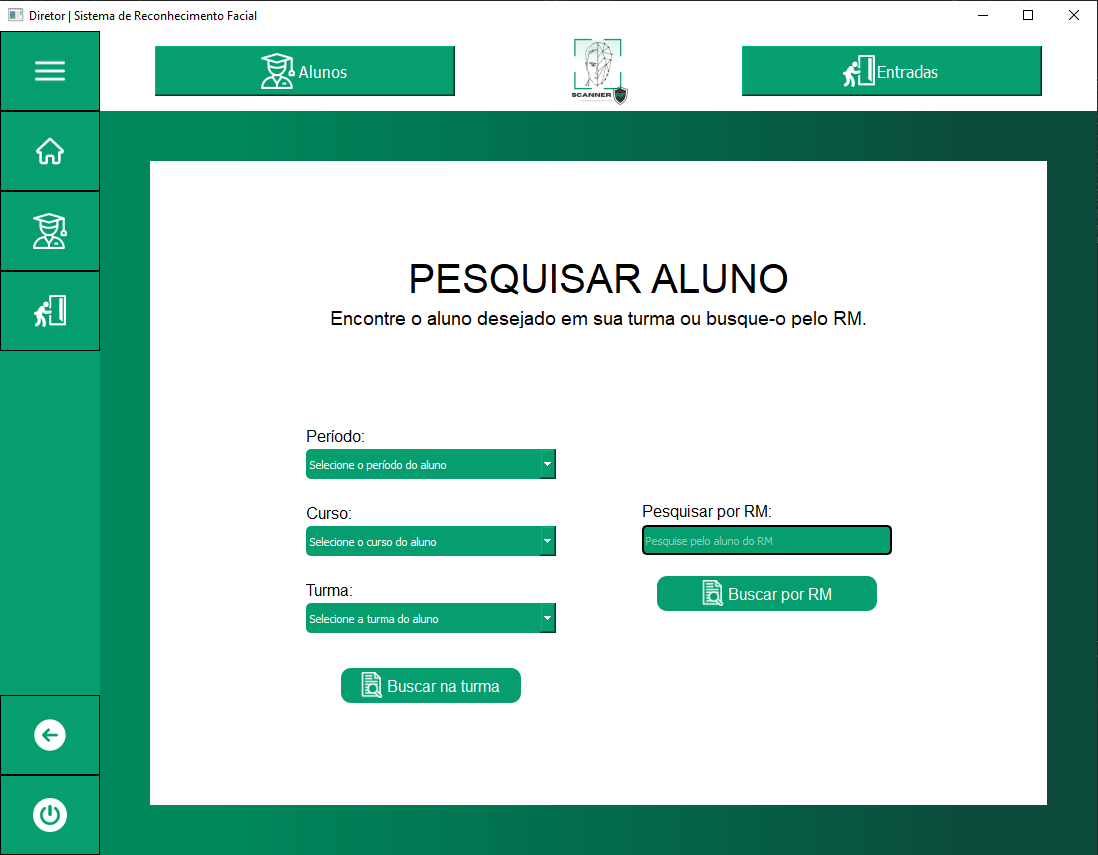 Diretor | Sistema de Reconhecimento Facial
Alunos
SCANNER
Entradas
PESQUISAR ALUNO
Encontre o aluno desejado em sua turma ou busque-o pelo RM.
Período:
Selecione o período do aluno
Curso:
Selecione o curso do aluno
Turma:
Selecione a turma do aluno
Buscar na turma
Pesquisar por RM:
Pesquise pelo aluno do RM
Buscar por RM